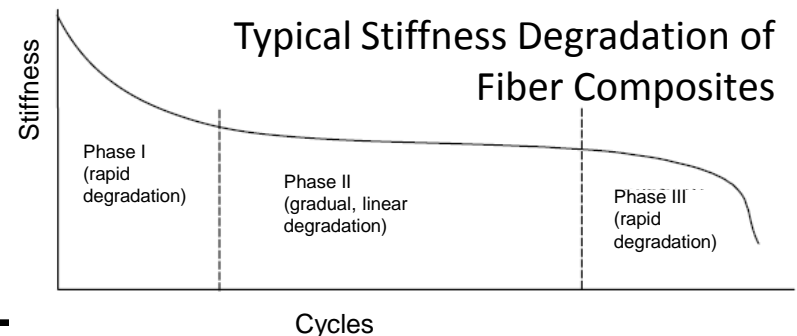 Typical Stiffness Degradation of
Fiber Composites
Stiffness
Phase I
(rapid
degradation)
Phase II
(gradual, linear
degradation)
Phase III
(rapid
degradation)
Cycles